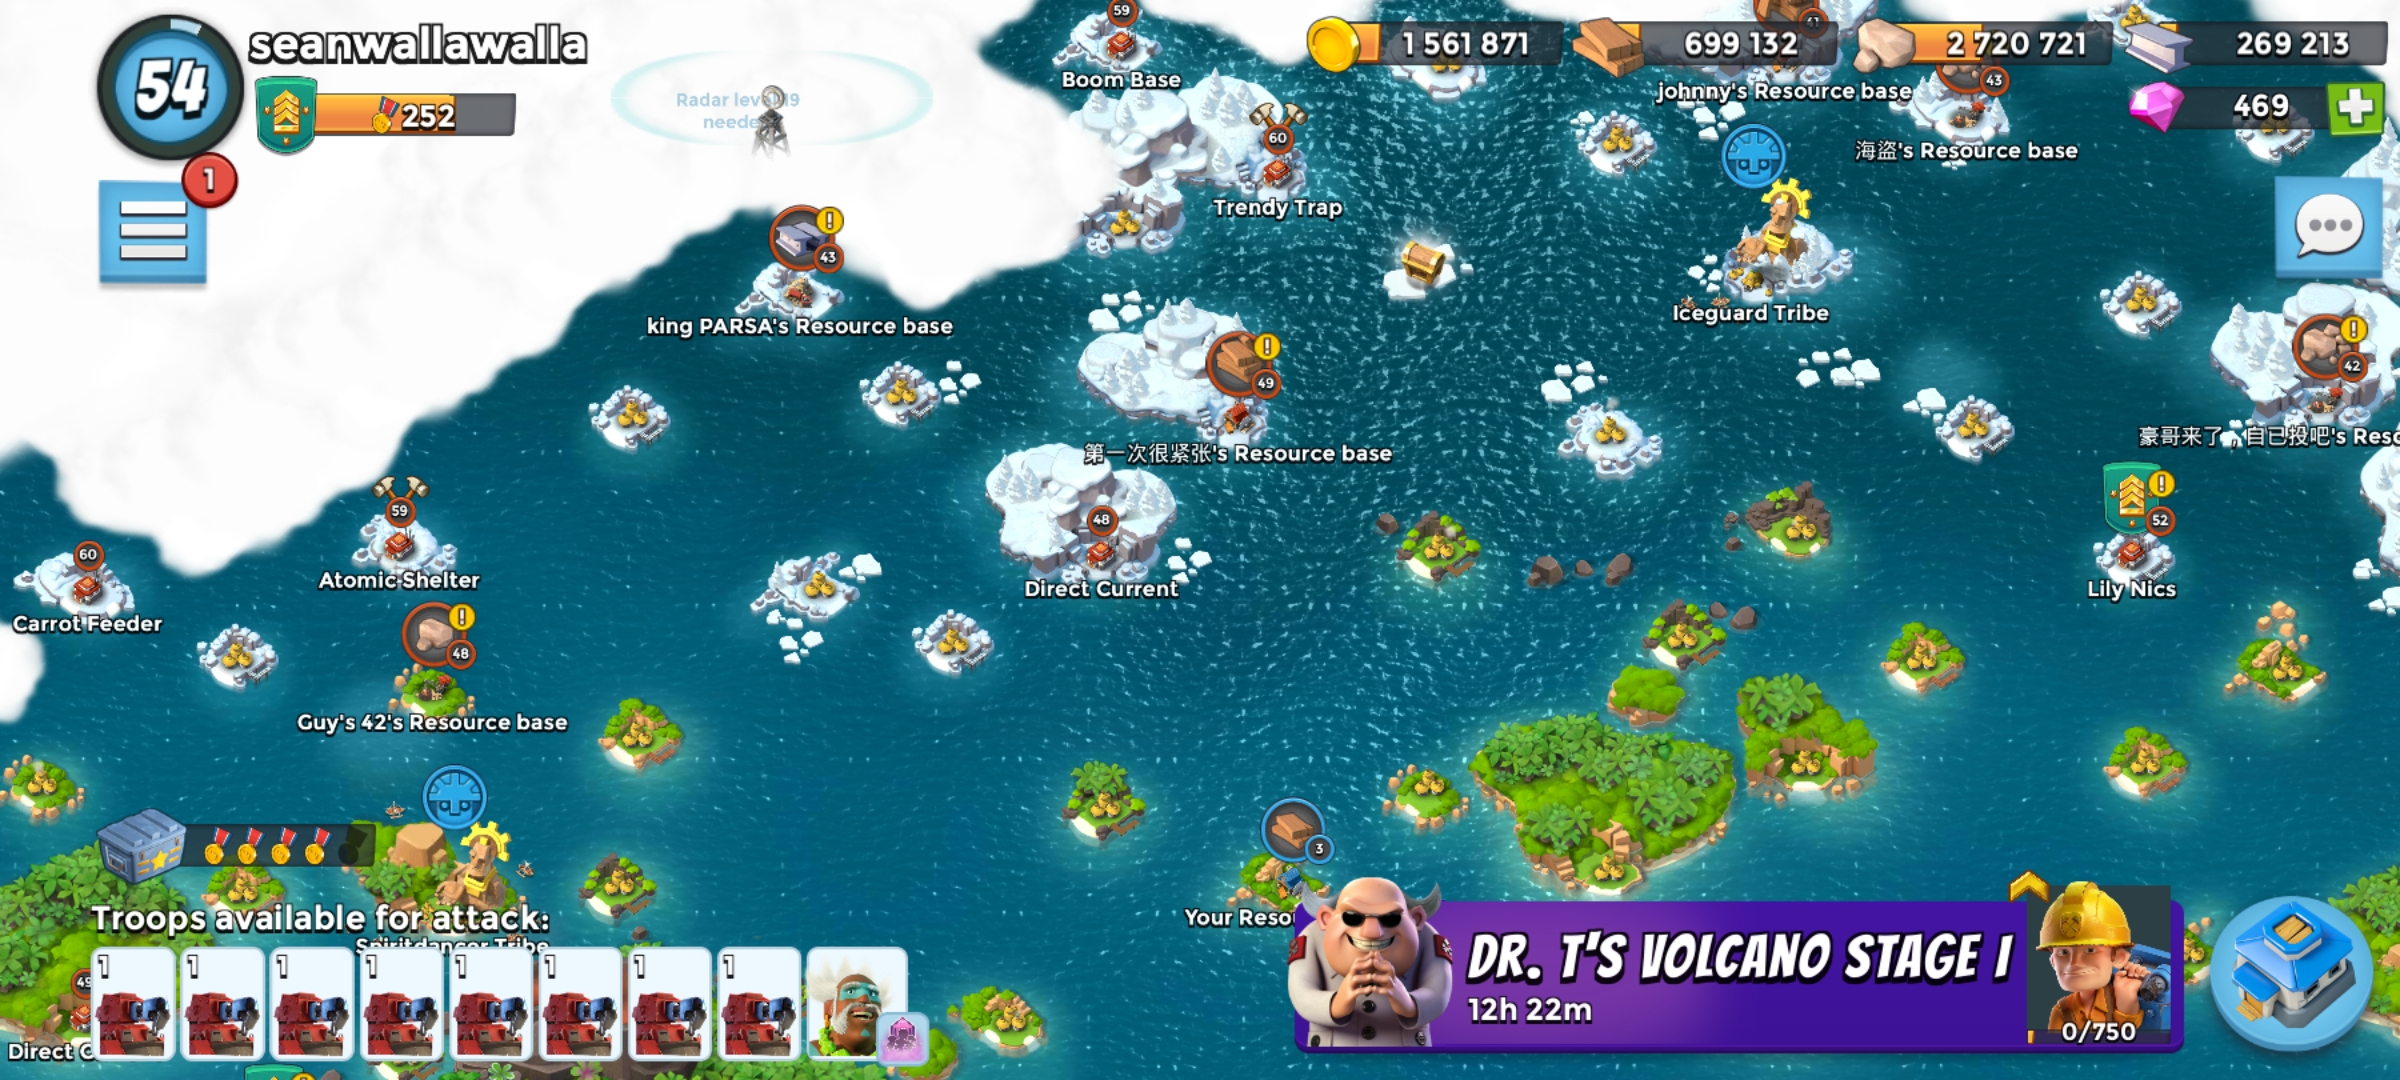 54
seanwallawalla
252
1
Radar level 19
neede
59
Boom Base
60
Trendy Trap
1 561 871
699 132
2 720 721
269 213
469
41
johnny's Resource base
43
海盗's Resource base
43
king PARSA's Resource base
Iceguard Tribe
49
第一次很紧张's Resource base
42
豪哥来了，自已投吧's Reso
59
Atomic Shelter
60
Carrot Feeder
48
Direct Current
52
Lily Nics
48
Guy's 42's Resource base
3
Your Reso
Troops available for attack:
Spiritdancer Tribe
1 1 1 1 1 1 1 1
49
Direct C
DR. T'S VOLCANO STAGE I
12h 22m
0/750